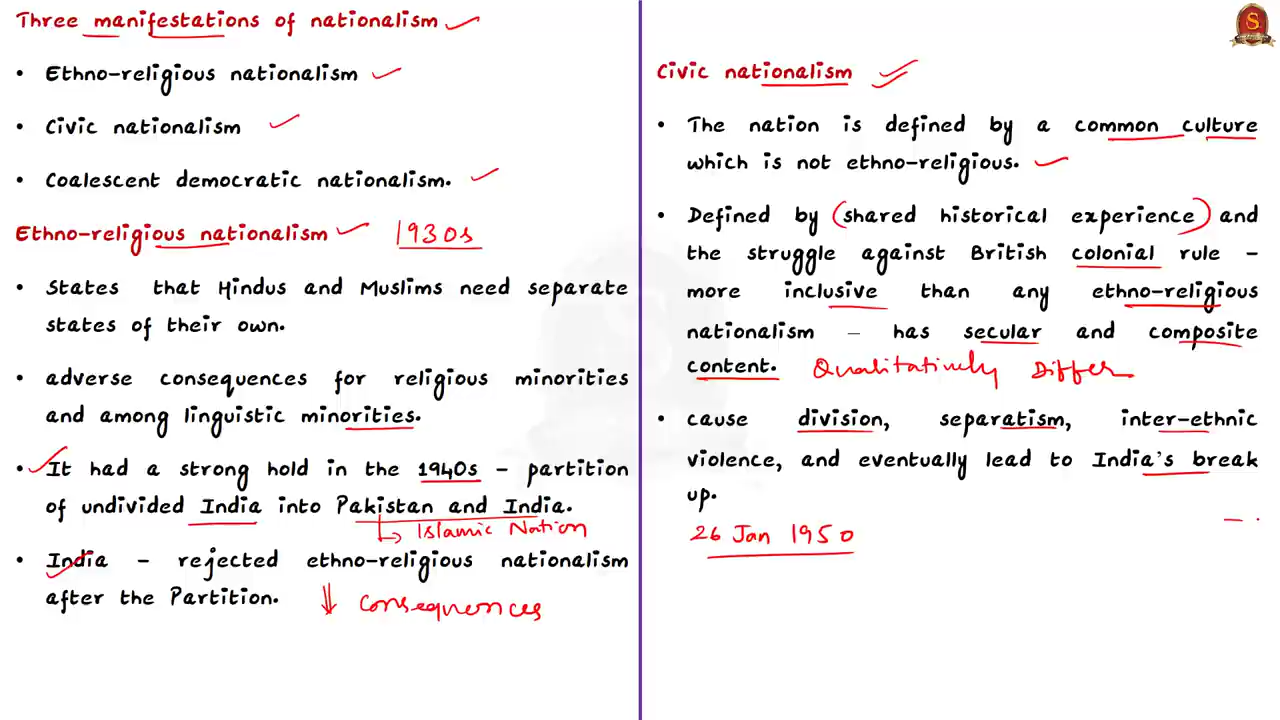 Three manifestations of nationalism
• Ethno-religious nationalism
• Civic nationalism
• Coalescent democratic nationalism.
Ethno-religious nationalism 1930s
• States that Hindus and Muslims need separate
states of their own.
• adverse consequences for religious minorities
and among linguistic minorities.
• It had a strong hold in the 1940s - partition
of undivided India into Pakistan and India.
Islamic Nation
• India - rejected ethno-religious nationalism
after the Partition.
Consequences
Civic nationalism
• The nation is defined by a common culture
which is not ethno-religious.
• Defined by (shared historical experience) and
the struggle against British colonial rule -
more inclusive than any ethno-religious
nationalism - has secular and composite
content. Qualitatively Differ
• cause division, separatism, inter-ethnic
violence, and eventually lead to India's break
up.
26 Jan 1950